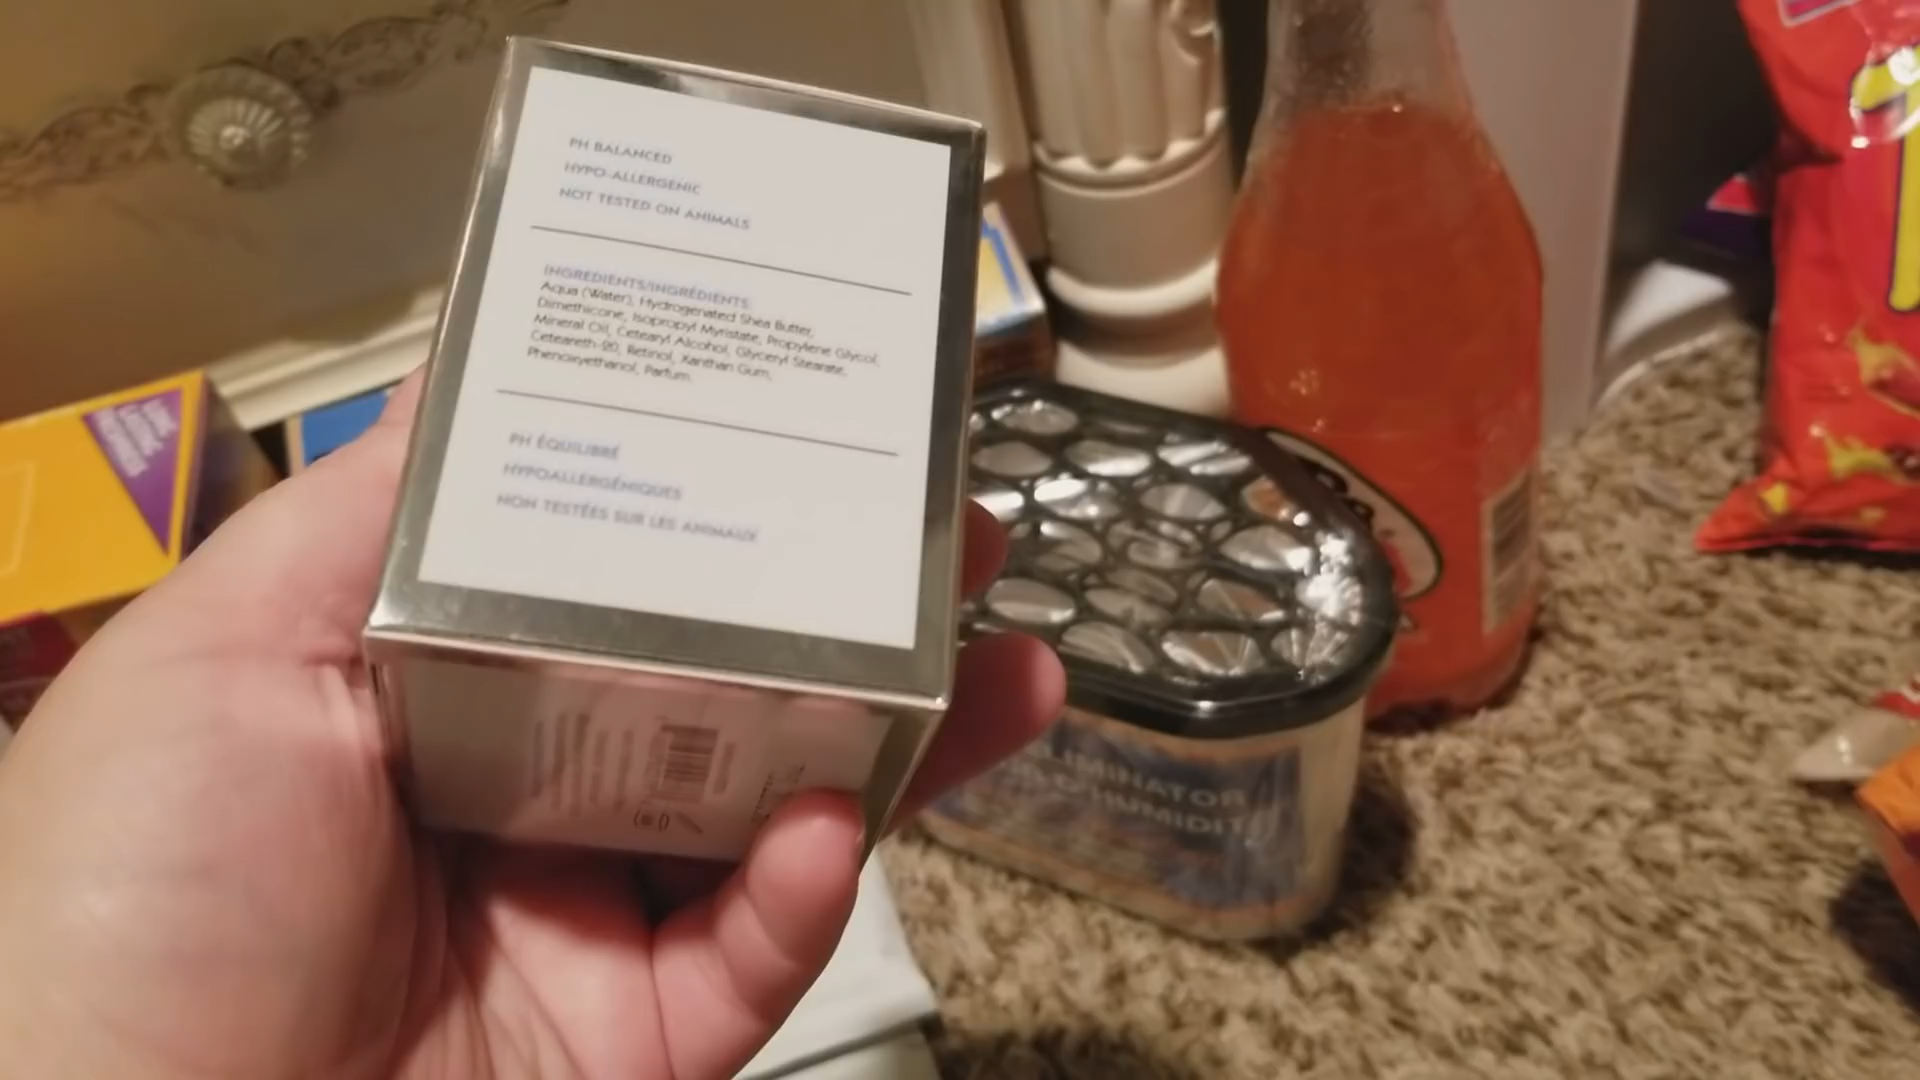 PH BALANCED
HYPO-ALLERGENIC
NOT TESTED ON ANIMALS
INGREDIENTS/INGRÉDIENTS:
Aqua (Water), Hydrogenated Shea Butter,
Dimethicone, Isopropyl Myristate, Propylene Glycol,
Mineral Oil, Cetearyl Alcohol, Glyceryl Stearate,
Ceteareth-20, Retinol, Xanthan Gum,
Phenoxyethanol, Parfum.
PH ÉQUILIBRÉ
HYPOALLERGÉNIQUES
NON TESTÉES SUR LES ANIMAUX
LIMINATOR
HUMIDIT